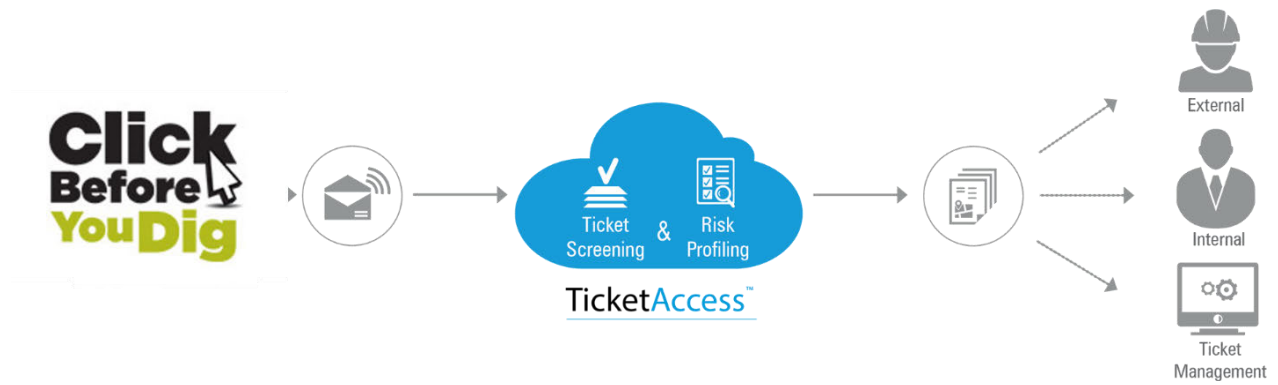 Click
Before
You Dig
Ticket
Screening
&
Risk
Profiling
TicketAccess™
External
Internal
Ticket
Management